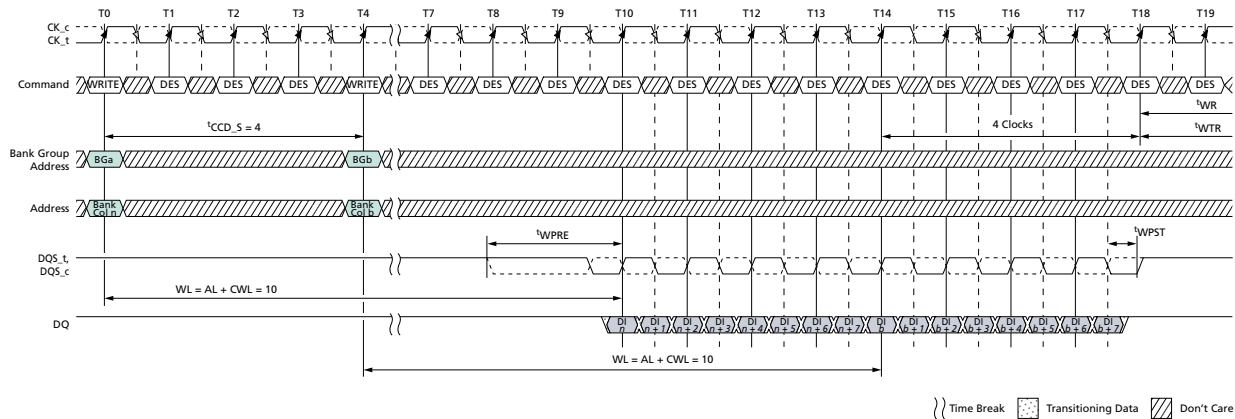 T0 T1 T2 T3 T4 T7 T8 T9 T10 T11 T12 T13 T14 T15 T16 T17 T18 T19
CK_c
CK_t
Command WRITE DES DES DES WRITE DES DES DES DES DES DES DES DES DES DES DES DES DES
tWR
tCCD_S = 4 4 Clocks tWTR
Bank Group Address BGa BGb
Address Bank Col n Bank Col b
tWPRE tWPST
DQS_t, DQS_c
WL = AL + CWL = 10
DQ DI n DI n + 1 DI n + 2 DI n + 3 DI n + 4 DI n + 5 DI n + 6 DI n + 7 DI b DI b + 1 DI b + 2 DI b + 3 DI b + 4 DI b + 5 DI b + 6 DI b + 7
WL = AL + CWL = 10
Time Break Transitioning Data Don't Care